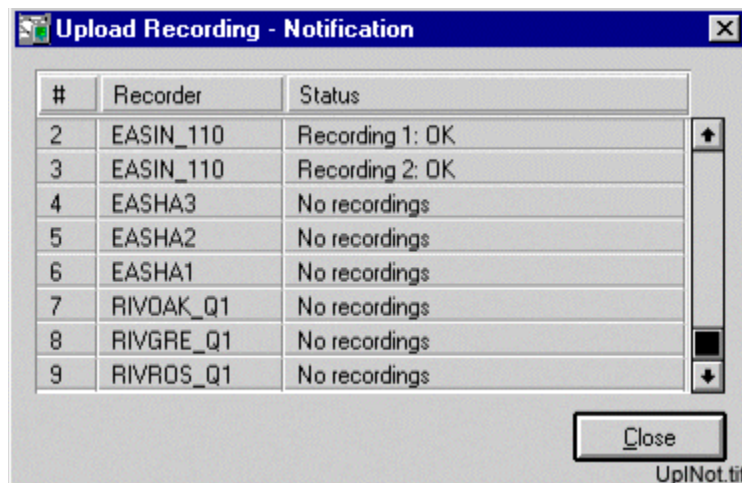 Upload Recording - Notification
# Recorder Status
2 EASIN_110 Recording 1: OK
3 EASIN_110 Recording 2: OK
4 EASHA3 No recordings
5 EASHA2 No recordings
6 EASHA1 No recordings
7 RIVOAK_Q1 No recordings
8 RIVGRE_Q1 No recordings
9 RIVROS_Q1 No recordings
Close
UplNot.tif